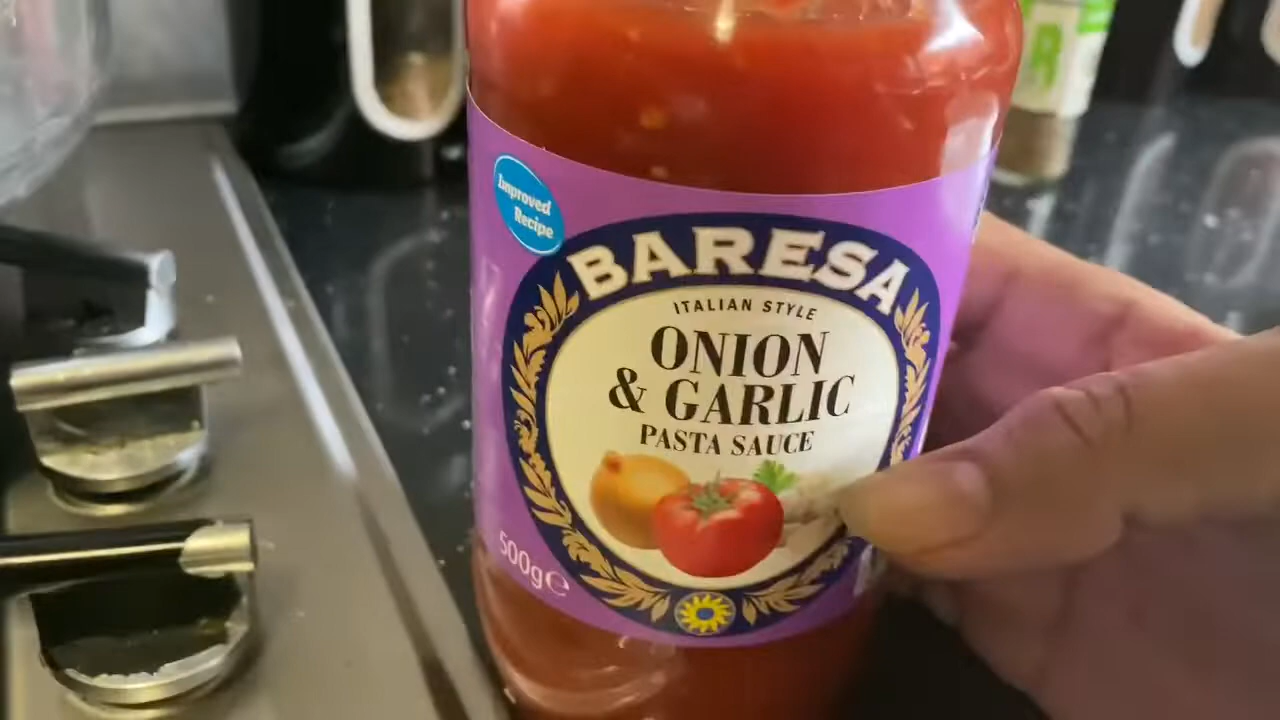 Improved
Recipe
BARESA
ITALIAN STYLE
ONION
& GARLIC
PASTA SAUCE
500g℮
R